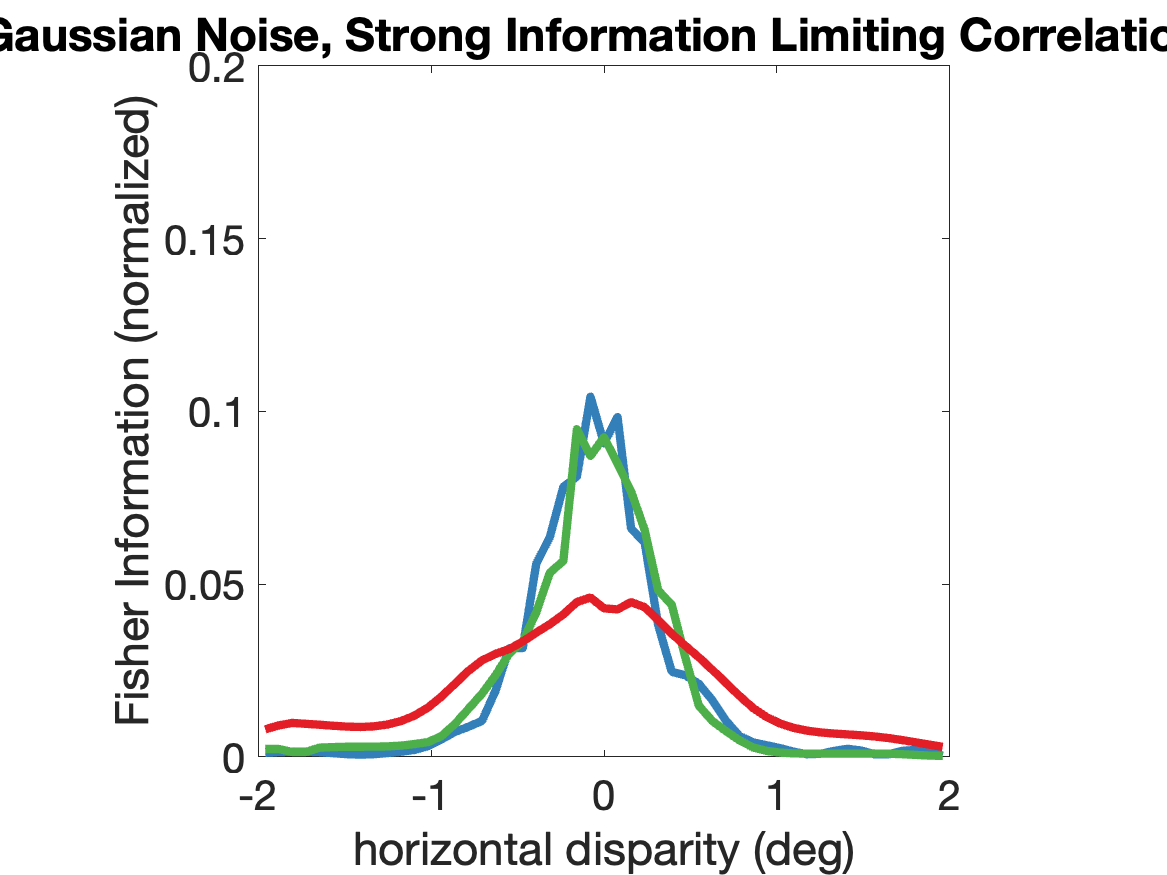 Gaussian Noise, Strong Information Limiting Correlatio
Fisher Information (normalized)
0.2
0.15
0.1
0.05
0
-2 -1 0 1 2
horizontal disparity (deg)